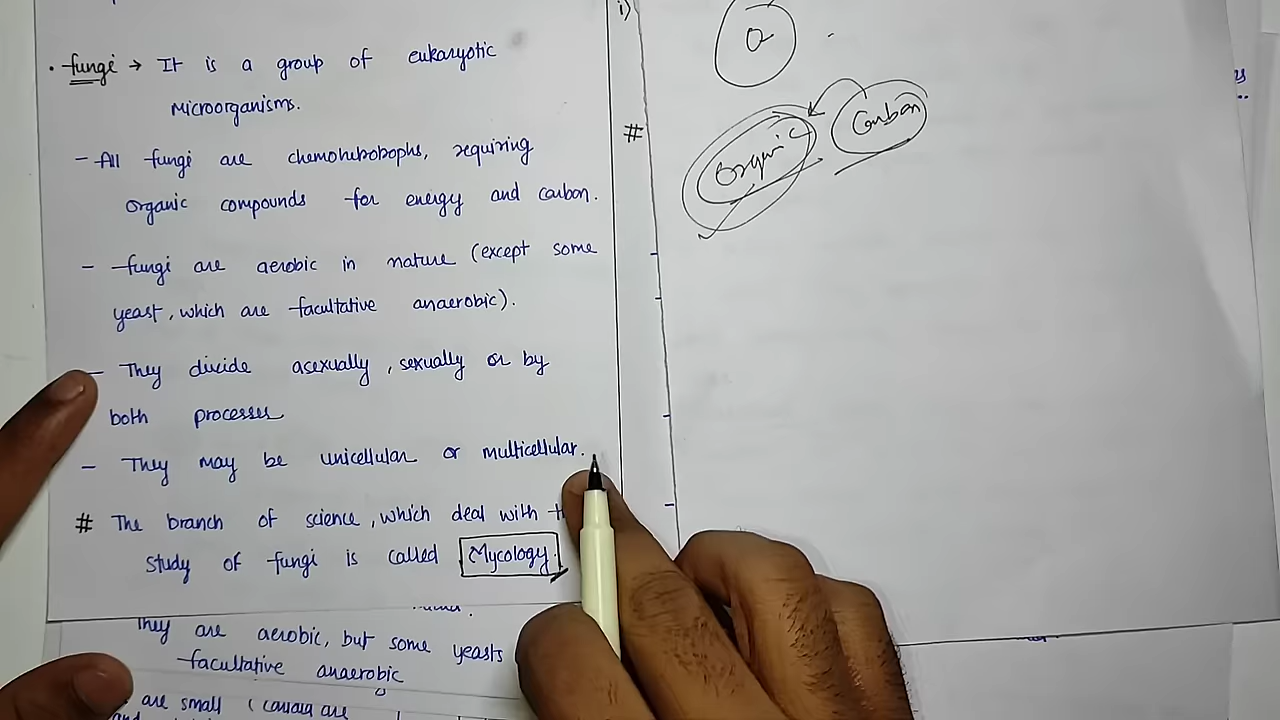 • fungi → It is a group of eukaryotic
microorganisms.
- All fungi are chemoheterotrophs, requiring
organic compounds for energy and carbon.
- fungi are aerobic in nature (except some
yeast, which are facultative anaerobic).
- They divide asexually, sexually or by
both processes
- They may be unicellular or multicellular.
# The branch of science, which deal with
study of fungi is called Mycology.
They are aerobic, but some yeasts
facultative anaerobic
are small (
i)
#
Organic
Carbon